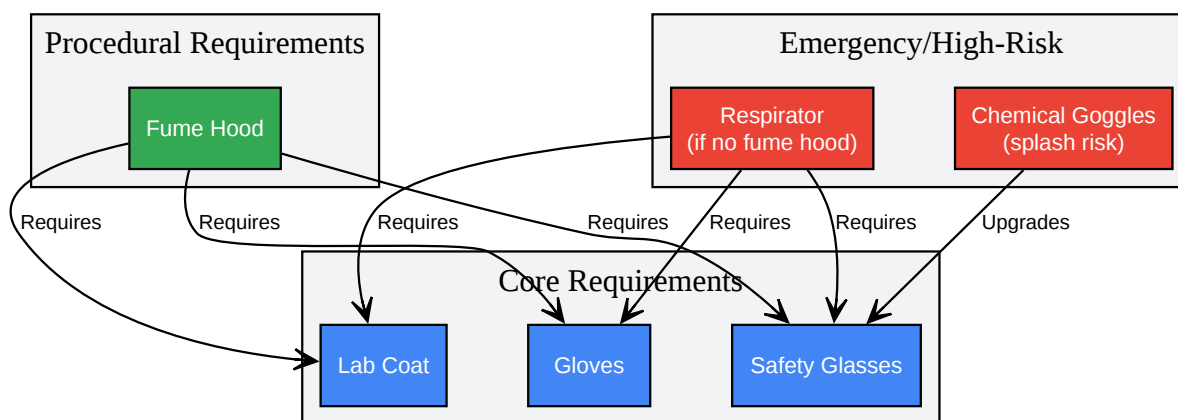 Procedural Requirements
Emergency/High-Risk
Fume Hood
Respirator
(if no fume hood)
Chemical Goggles
(splash risk)
Requires
Requires
Requires
Requires
Requires
Requires
Upgrades
Core Requirements
Lab Coat
Gloves
Safety Glasses